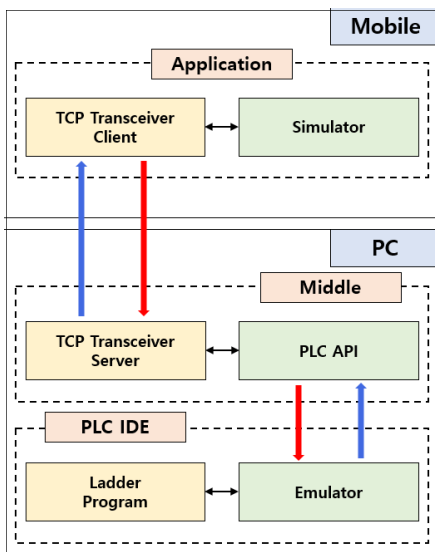 Mobile
Application
TCP Transceiver
Client
Simulator
PC
Middle
TCP Transceiver
Server
PLC API
PLC IDE
Ladder
Program
Emulator